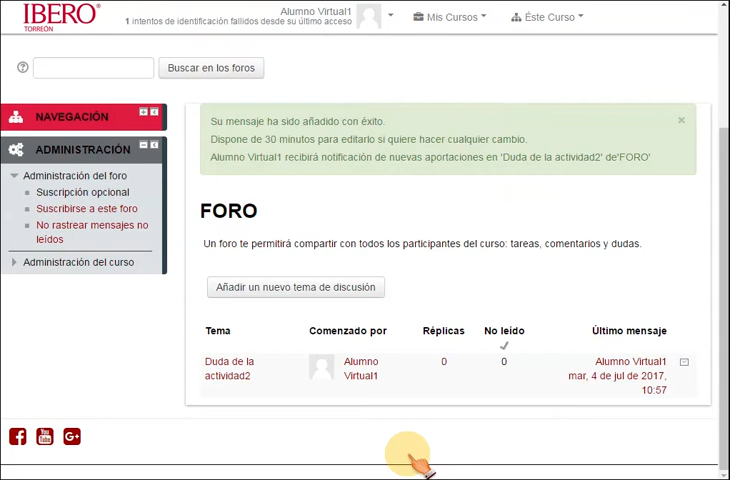 IBERO®
TORREÓN
Alumno Virtual1
1 intentos de identificación fallidos desde su último acceso
Mis Cursos
Éste Curso
Buscar en los foros
NAVEGACIÓN
ADMINISTRACIÓN
Administración del foro
Suscripción opcional
Suscribirse a este foro
No rastrear mensajes no
leídos
Administración del curso
Su mensaje ha sido añadido con éxito.
Dispone de 30 minutos para editarlo si quiere hacer cualquier cambio.
Alumno Virtual1 recibirá notificación de nuevas aportaciones en 'Duda de la actividad2' de'FORO'
FORO
Un foro te permitirá compartir con todos los participantes del curso: tareas, comentarios y dudas.
Añadir un nuevo tema de discusión
Tema Comenzado por Réplicas No leído Último mensaje
Duda de la Alumno 0 0 Alumno Virtual1
actividad2 Virtual1 mar, 4 de jul de 2017,
10:57
You
Tube
G+